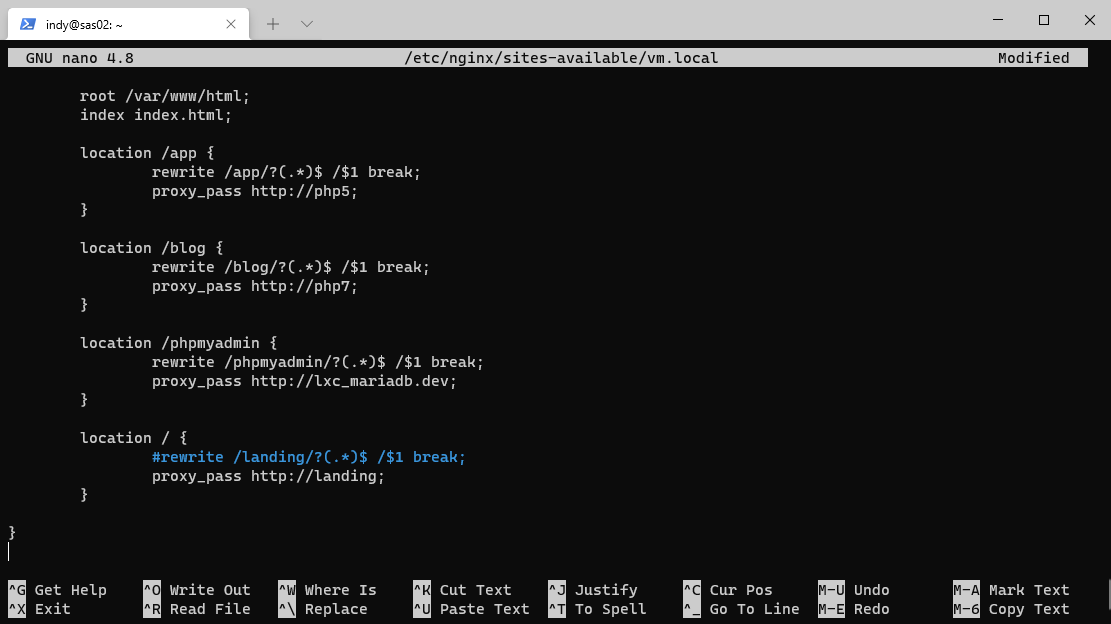 indy@sas02: ~
GNU nano 4.8 /etc/nginx/sites-available/vm.local Modified
root /var/www/html;
index index.html;
location /app {
rewrite /app/?(.*)$ /$1 break;
proxy_pass http://php5;
}
location /blog {
rewrite /blog/?(.*)$ /$1 break;
proxy_pass http://php7;
}
location /phpmyadmin {
rewrite /phpmyadmin/?(.*)$ /$1 break;
proxy_pass http://lxc_mariadb.dev;
}
location / {
#rewrite /landing/?(.*)$ /$1 break;
proxy_pass http://landing;
}
}
^G Get Help ^O Write Out ^W Where Is ^K Cut Text ^J Justify ^C Cur Pos M-U Undo M-A Mark Text
^X Exit ^R Read File ^\ Replace ^U Paste Text ^T To Spell ^_ Go To Line M-E Redo M-6 Copy Text